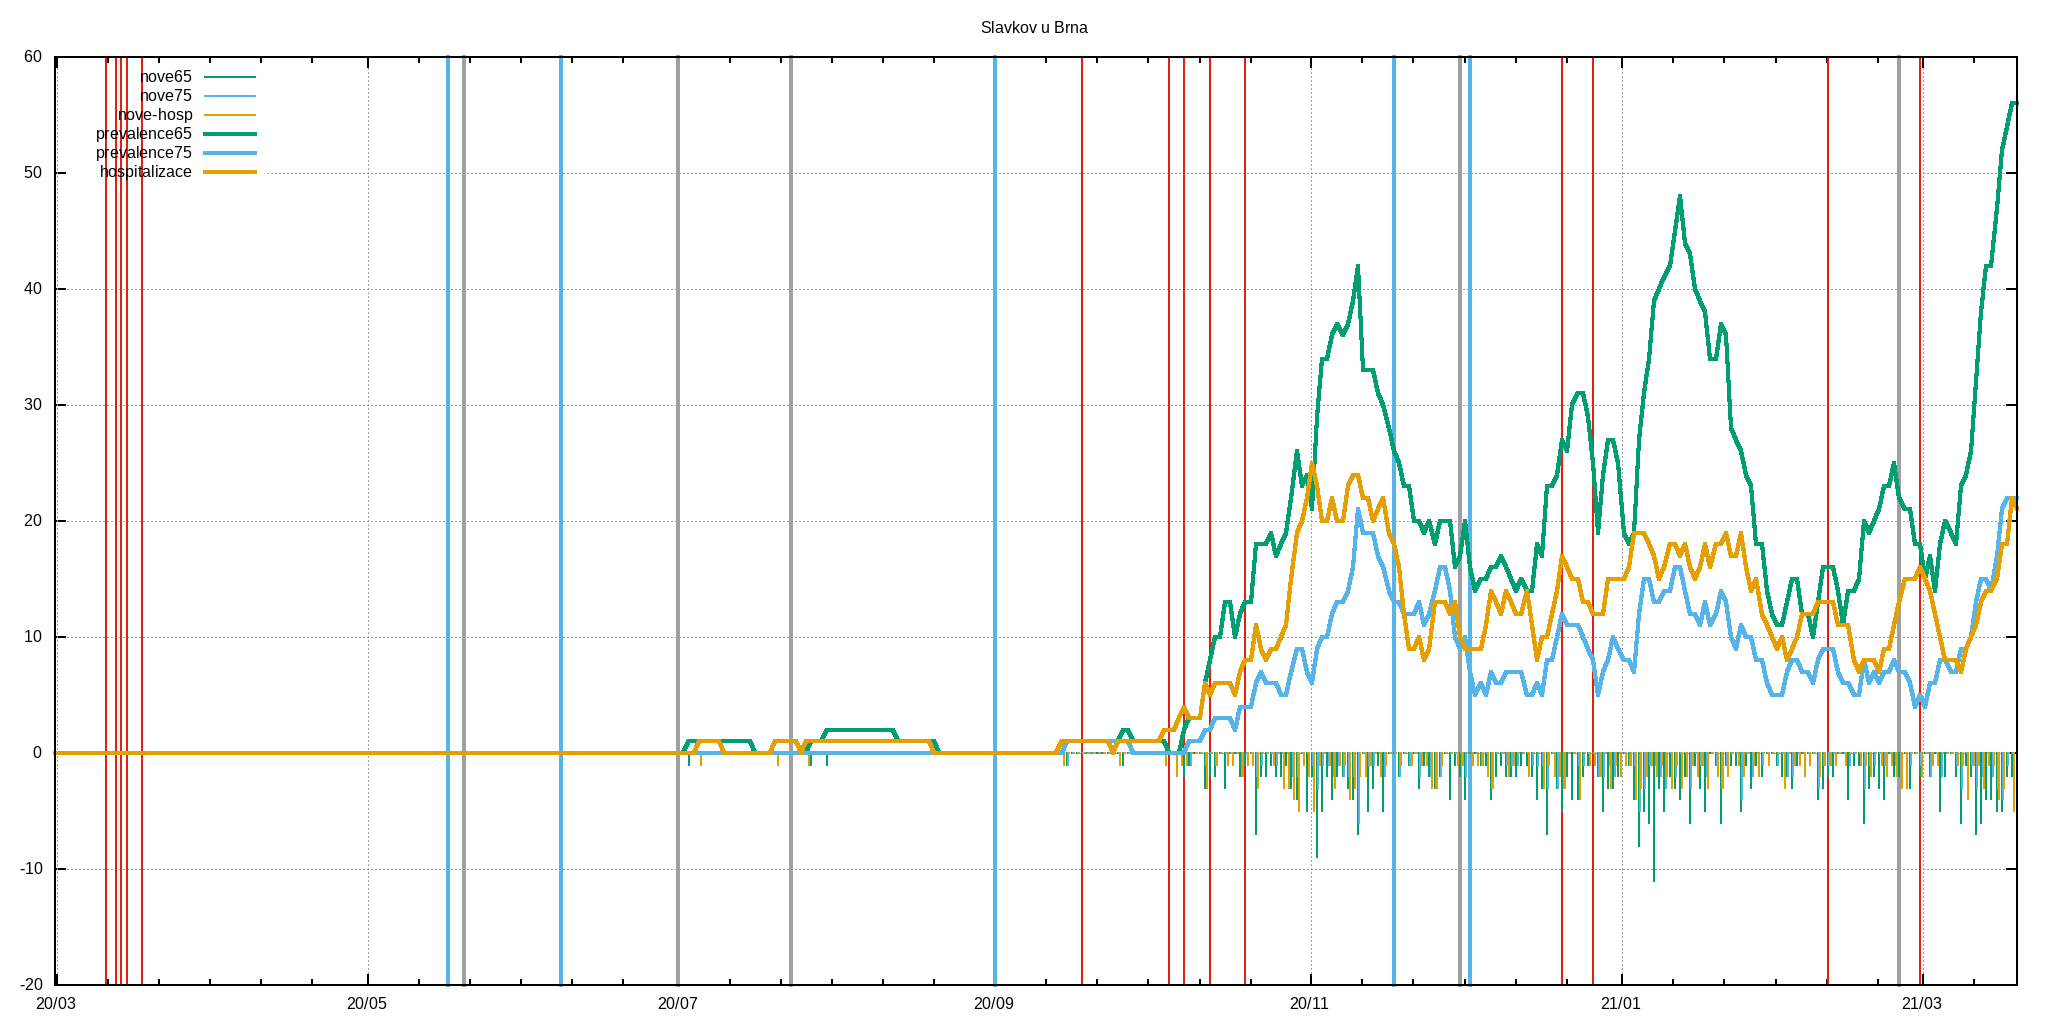 Slavkov u Brna
60
50
40
30
20
10
0
-10
-20
nove65
nove75
nove-hosp
prevalence65
prevalence75
hospitalizace
20/03 20/05 20/07 20/09 20/11 21/01 21/03